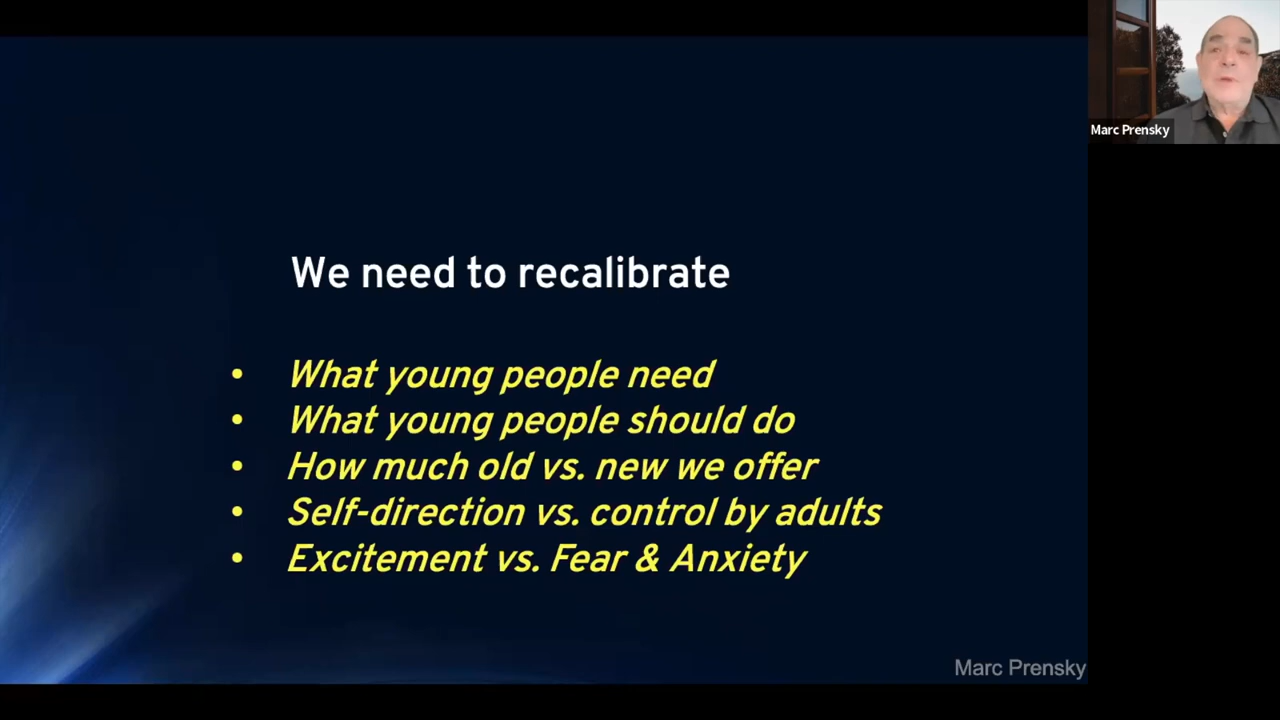 Marc Prensky
We need to recalibrate
• What young people need
• What young people should do
• How much old vs. new we offer
• Self-direction vs. control by adults
• Excitement vs. Fear & Anxiety
Marc Prensky